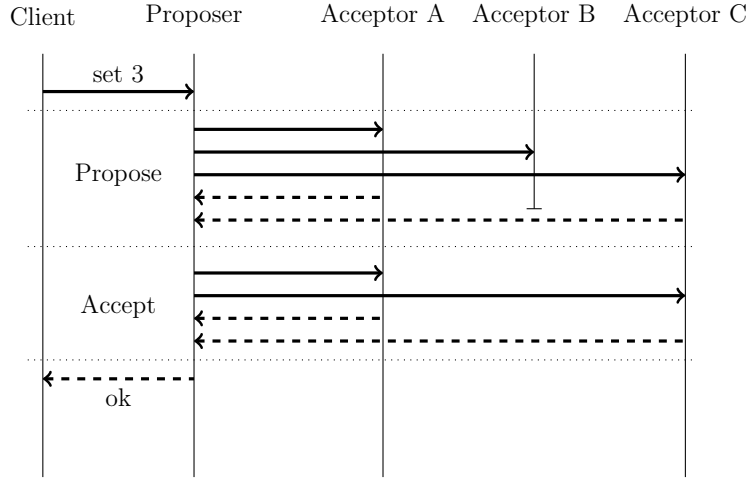 Client Proposer Acceptor A Acceptor B Acceptor C
set 3
Propose
Accept
ok